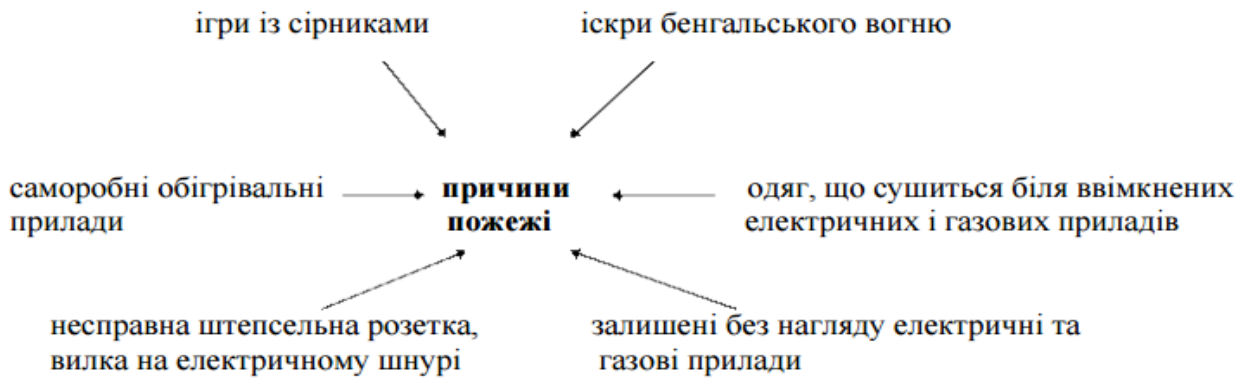 ігри із сірниками
іскри бенгальського вогню
саморобні обігрівальні
прилади
причини
пожежі
одяг, що сушиться біля ввімкнених
електричних і газових приладів
несправна штепсельна розетка,
вилка на електричному шнурі
залишені без нагляду електричні та
газові прилади